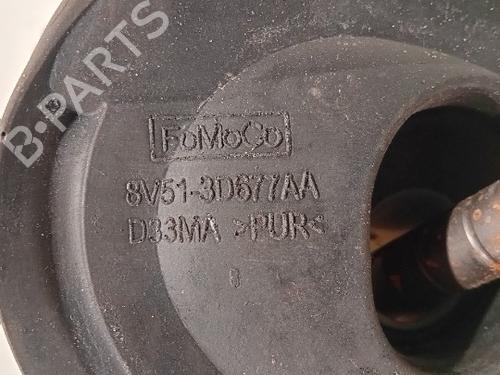 B-PARTS
FoMoCo
8V51-3D677AA
D33MA >PUR<